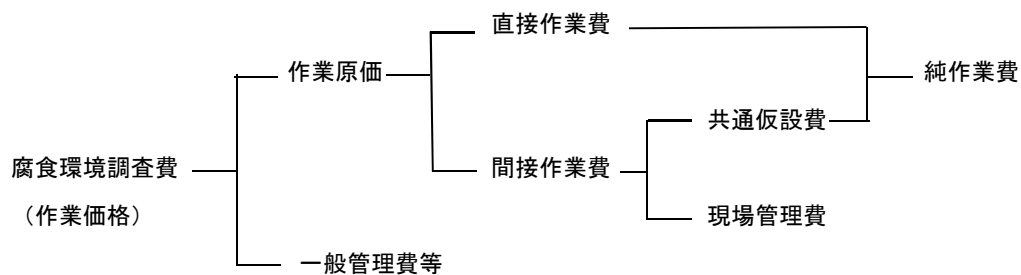 直接作業費
作業原価
純作業費
共通仮設費
腐食環境調査費
間接作業費
（作業価格）
現場管理費
一般管理費等